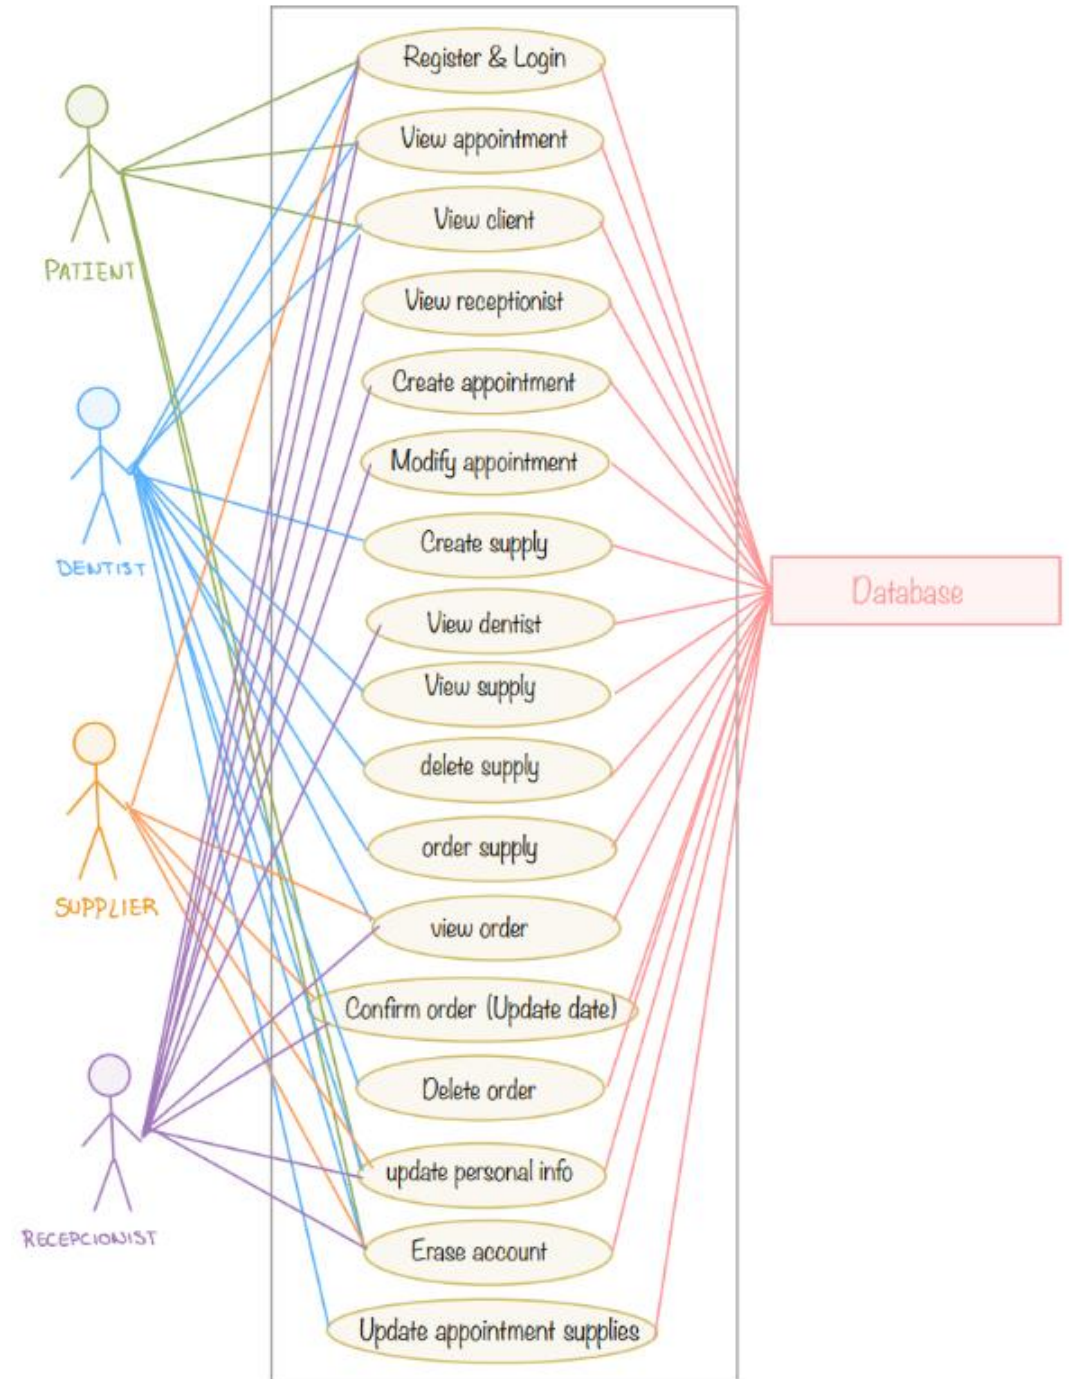 Register & Login
View appointment
View client
PATIENT
View receptionist
Create appointment
Modify appointment
Create supply
DENTIST
Database
View dentist
View supply
delete supply
order supply
SUPPLIER
view order
Confirm order (Update date)
Delete order
update personal info
RECEPCIONIST
Erase account
Update appointment supplies